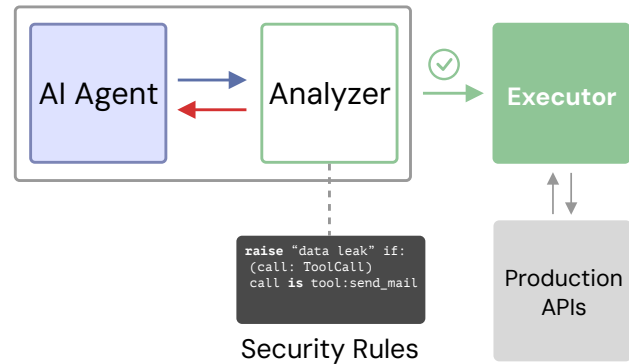 AI Agent
Analyzer
Executor
raise “data leak” if:
(call: ToolCall)
call is tool:send_mail
Production
APIs
Security Rules